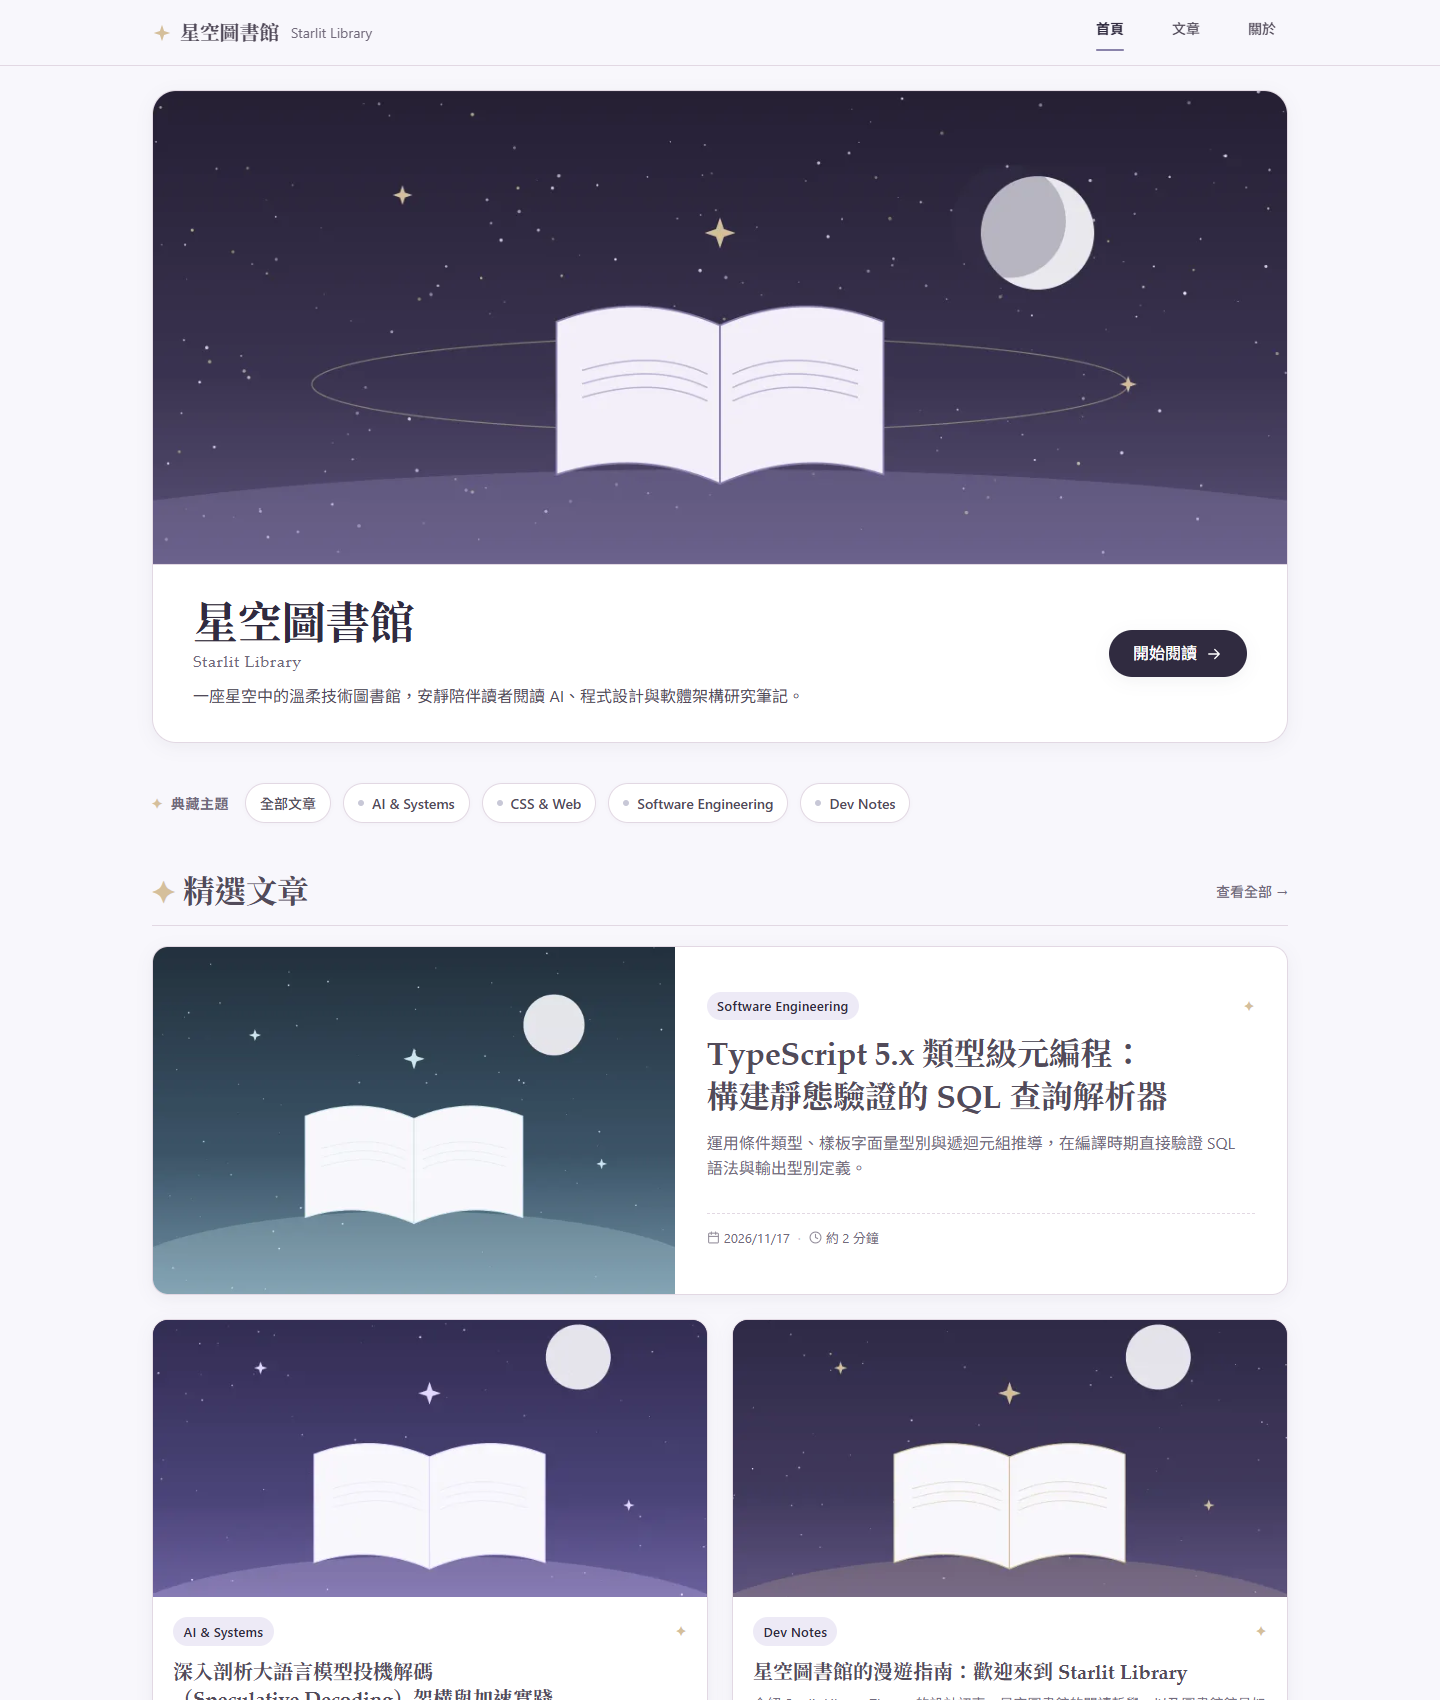 星空圖書館 Starlit Library
首頁 文章 關於
星空圖書館
Starlit Library
一座星空中的溫柔技術圖書館，安靜陪伴讀者閱讀 AI、程式設計與軟體架構研究筆記。
開始閱讀 →
典藏主題 全部文章 AI & Systems CSS & Web Software Engineering Dev Notes
精選文章
查看全部 →
Software Engineering
TypeScript 5.x 類型級元編程：
構建靜態驗證的 SQL 查詢解析器
運用條件類型、樣板字面量型別與遞迴元組推導，在編譯時期直接驗證 SQL
語法與輸出型別定義。
2026/11/17 · 約 2 分鐘
AI & Systems
深入剖析大語言模型投機解碼
（Speculative Decoding）架構與加速實踐
Dev Notes
星空圖書館的漫遊指南：歡迎來到 Starlit Library